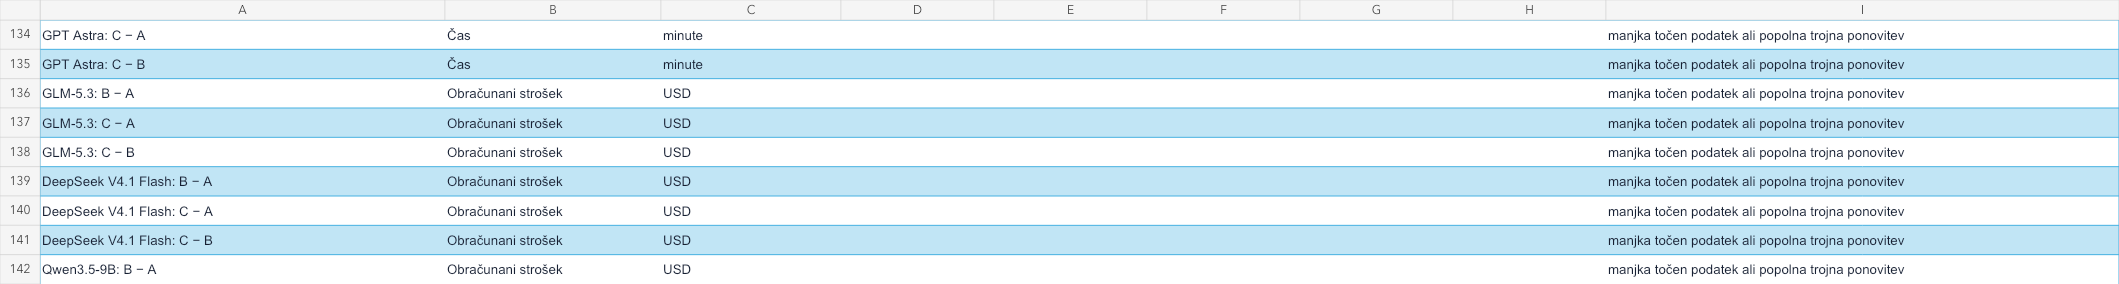 A B C D E F G H I
134 GPT Astra: C − A Čas minute manjka točen podatek ali popolna trojna ponovitev
135 GPT Astra: C − B Čas minute manjka točen podatek ali popolna trojna ponovitev
136 GLM-5.3: B − A Obračunani strošek USD manjka točen podatek ali popolna trojna ponovitev
137 GLM-5.3: C − A Obračunani strošek USD manjka točen podatek ali popolna trojna ponovitev
138 GLM-5.3: C − B Obračunani strošek USD manjka točen podatek ali popolna trojna ponovitev
139 DeepSeek V4.1 Flash: B − A Obračunani strošek USD manjka točen podatek ali popolna trojna ponovitev
140 DeepSeek V4.1 Flash: C − A Obračunani strošek USD manjka točen podatek ali popolna trojna ponovitev
141 DeepSeek V4.1 Flash: C − B Obračunani strošek USD manjka točen podatek ali popolna trojna ponovitev
142 Qwen3.5-9B: B − A Obračunani strošek USD manjka točen podatek ali popolna trojna ponovitev